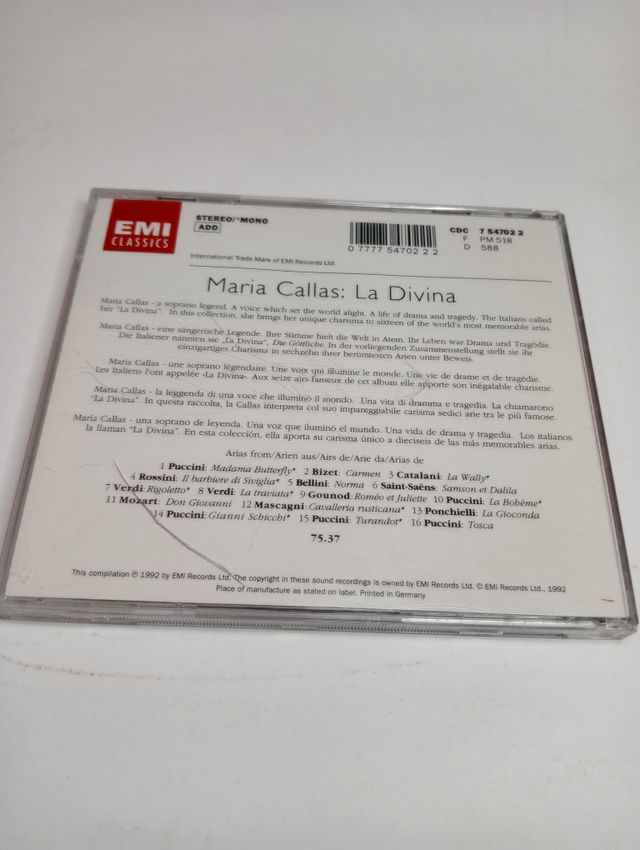 EMI
CLASSICS
STEREO/*MONO
ADD
International Trade Mark of EMI Records Ltd.
0 7777 54702 2 2
CDC 7 54702 2
F PM 518
D 588
Maria Callas: La Divina
Maria Callas - a soprano legend. A voice which set the world alight. A life of drama and tragedy. The Italians called
her "La Divina". In this collection, she brings her unique charisma to sixteen of the world's most memorable arias.
Maria Callas - eine sängerische Legende. Ihre Stimme hielt die Welt in Atem. Ihr Leben war Drama und Tragödie.
Die Italiener nannten sie „La Divina", Die Göttliche. In der vorliegenden Zusammenstellung stellt sie ihr
einzigartiges Charisma in sechzehn ihrer berümtesten Arien unter Beweis.
Maria Callas - une soprano légendaire. Une voix qui illumine le monde. Une vie de drame et de tragédie.
Les Italiens l'ont appelée «La Divina». Aux seize airs fameux de cet album elle apporte son inégalable charisme.
Maria Callas - la leggenda di una voce che illuminò il mondo. Una vita di dramma e tragedia. La chiamarono
"La Divina". In questa raccolta, la Callas interpreta col suo impareggiabile carisma sedici arie tra le più famose.
Maria Callas - una soprano de leyenda. Una voz que iluminó el mundo. Una vida de drama y tragedia. Los italianos
la llaman "La Divina". En esta colección, ella aporta su carisma único a dieciseis de las más memorables arias.
Arias from/Arien aus/Airs de/Arie da/Arias de
1 Puccini: Madama Butterfly* 2 Bizet: Carmen 3 Catalani: La Wally*
4 Rossini: Il barbiere di Siviglia* 5 Bellini: Norma 6 Saint-Saëns: Samson et Dalila
7 Verdi: Rigoletto* 8 Verdi: La traviata* 9 Gounod: Roméo et Juliette 10 Puccini: La Bohème*
11 Mozart: Don Giovanni 12 Mascagni: Cavalleria rusticana* 13 Ponchielli: La Gioconda
14 Puccini: Gianni Schicchi* 15 Puccini: Turandot* 16 Puccini: Tosca
75.37
This compilation ℗ 1992 by EMI Records Ltd. The copyright in these sound recordings is owned by EMI Records Ltd. © EMI Records Ltd., 1992
Place of manufacture as stated on label. Printed in Germany